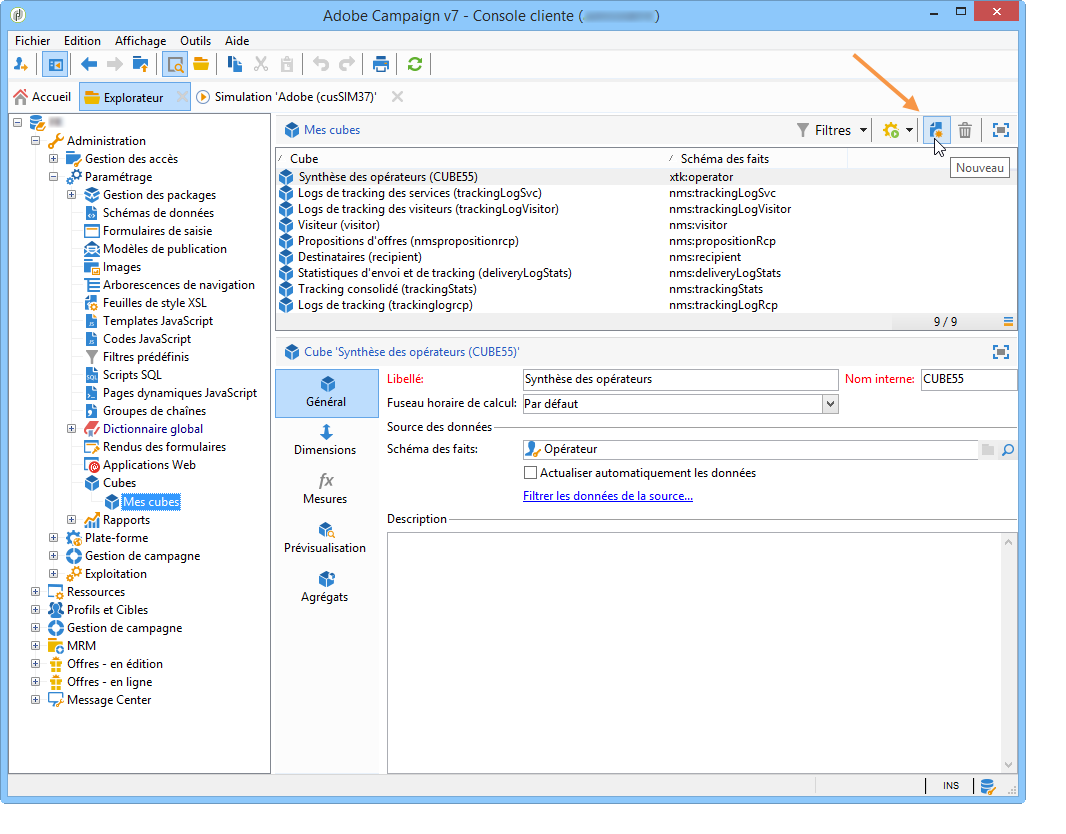 Adobe Campaign v7 - Console cliente ( )
Fichier Edition Affichage Outils Aide
Accueil Explorateur Simulation 'Adobe (cusSIM37)'
Administration
Gestion des accès
Paramétrage
Gestion des packages
Schémas de données
Formulaires de saisie
Modèles de publication
Images
Arborescences de navigation
Feuilles de style XSL
Templates JavaScript
Codes JavaScript
Filtres prédéfinis
Scripts SQL
Pages dynamiques JavaScript
Groupes de chaînes
Dictionnaire global
Rendus des formulaires
Applications Web
Cubes
Mes cubes
Rapports
Plate-forme
Gestion de campagne
Exploitation
Ressources
Profils et Cibles
Gestion de campagne
MRM
Offres - en édition
Offres - en ligne
Message Center
Mes cubes Filtres
Nouveau
Cube Schéma des faits
Synthèse des opérateurs (CUBE55) xtk:operator
Logs de tracking des services (trackingLogSvc) nms:trackingLogSvc
Logs de tracking des visiteurs (trackingLogVisitor) nms:trackingLogVisitor
Visiteur (visitor) nms:visitor
Propositions d'offres (nmspropositionrcp) nms:propositionRcp
Destinataires (recipient) nms:recipient
Statistiques d'envoi et de tracking (deliveryLogStats) nms:deliveryLogStats
Tracking consolidé (trackingStats) nms:trackingStats
Logs de tracking (trackinglogrcp) nms:trackingLogRcp
9 / 9
Cube 'Synthèse des opérateurs (CUBE55)'
Général
Dimensions
fx
Mesures
Prévisualisation
Agrégats
Libellé: Synthèse des opérateurs Nom interne: CUBE55
Fuseau horaire de calcul: Par défaut
Source des données
Schéma des faits: Opérateur
Actualiser automatiquement les données
Filtrer les données de la source...
Description
INS